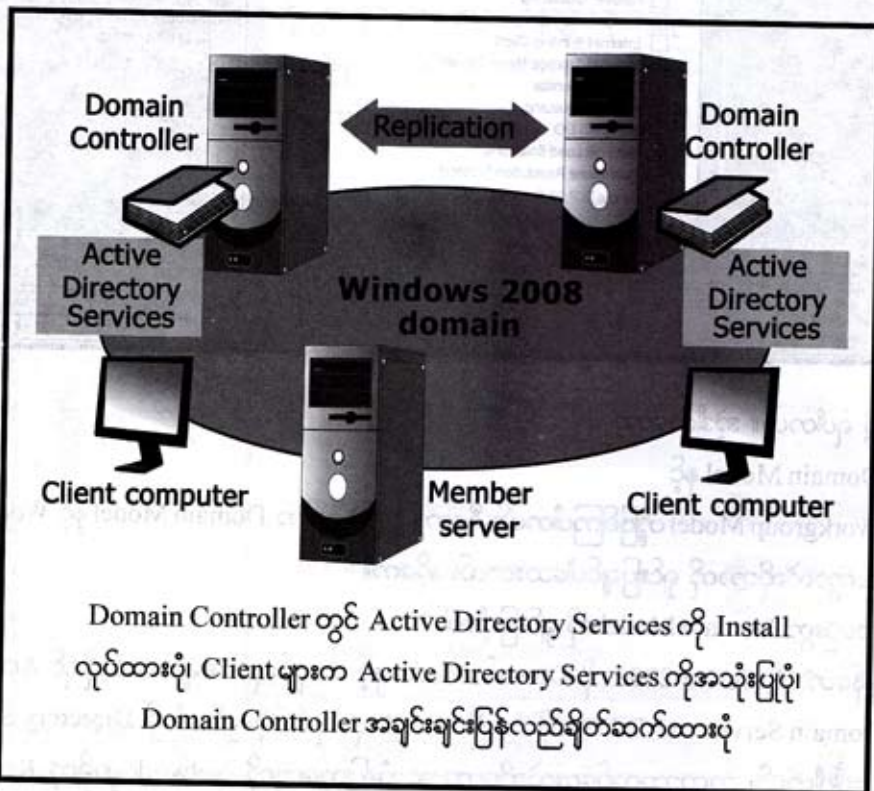 Domain
Controller
Replication
Domain
Controller
Active
Directory
Services
Windows 2008
domain
Active
Directory
Services
Client computer
Member
server
Client computer
Domain Controller တွင် Active Directory Services ကို Install
လုပ်ထားပုံ၊ Client များက Active Directory Services ကိုအသုံးပြုပုံ၊
Domain Controller အချင်းချင်းပြန်လည်ချိတ်ဆက်ထားပုံ